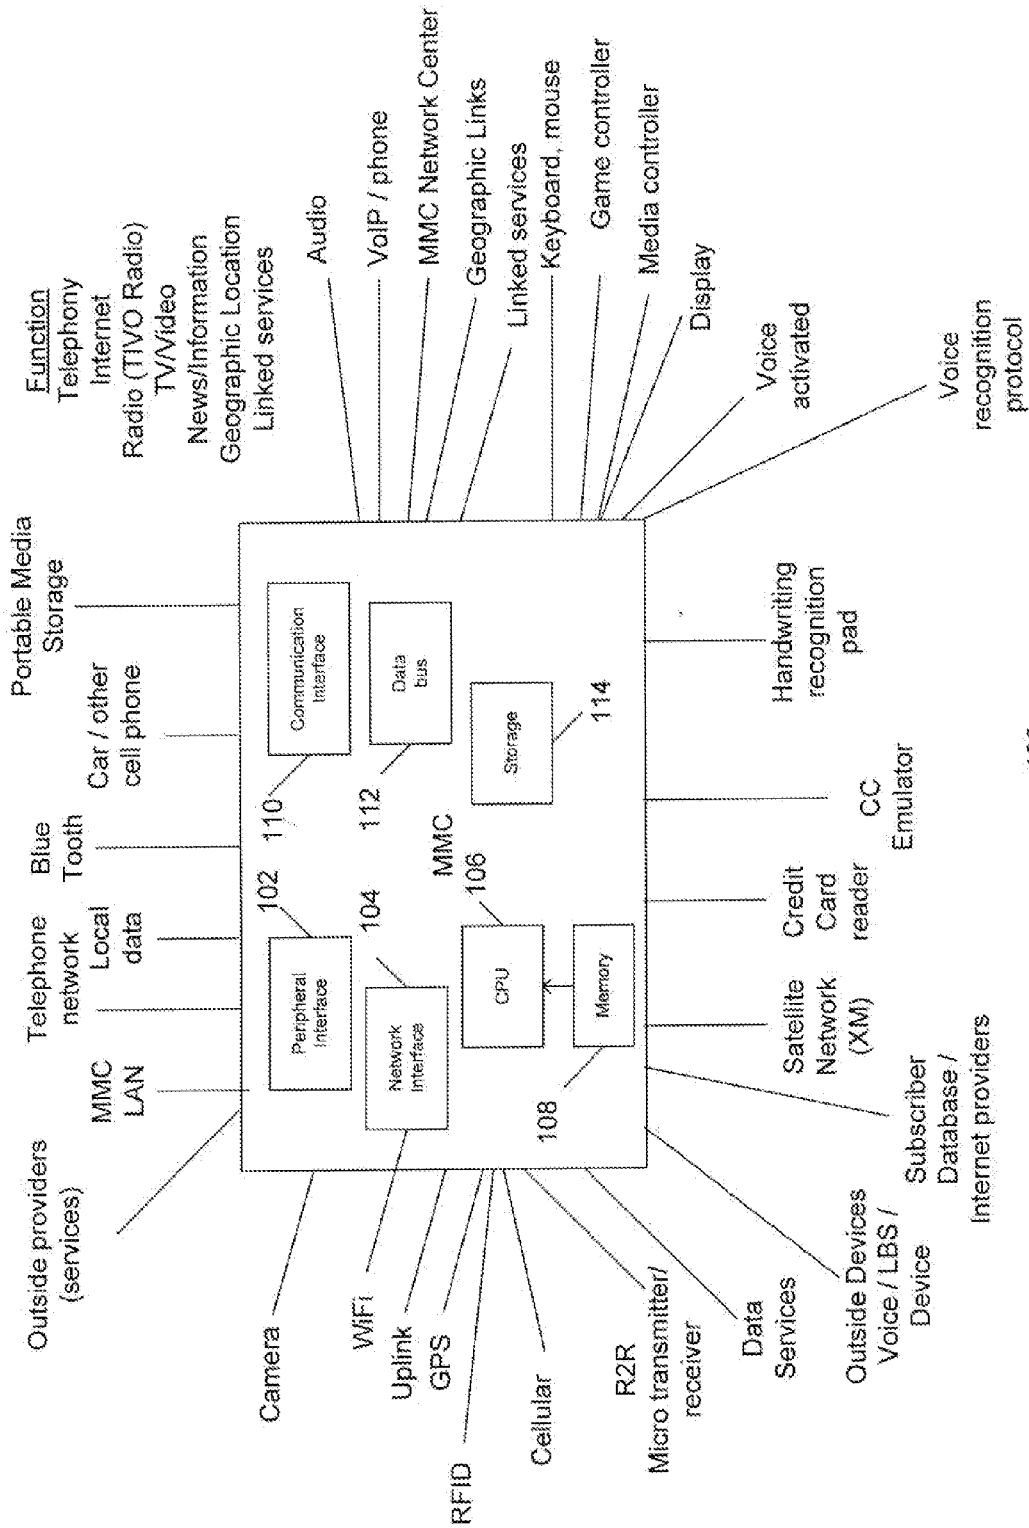 Function
Telephony
Internet
Radio (TIVO Radio)
TV/Video
News/Information
Geographic Location
Linked services
Outside providers
(services)
MMC
LAN
Telephone
network
Local
data
Blue
Tooth
Car / other
cell phone
Portable Media
Storage
Audio
VoIP / phone
MMC Network Center
Geographic Links
Linked services
Keyboard, mouse
Game controller
Media controller
Display
Voice
activated
Voice
recognition
protocol
Camera
WiFi
Uplink
GPS
RFID
Cellular
R2R
Micro transmitter/
receiver
Data
Services
Outside Devices
Voice / LBS /
Device
Subscriber
Database /
Internet providers
Satellite
Network
(XM)
Credit
Card
reader
CC
Emulator
Handwriting
recognition
pad
Peripheral
Interface
102
Network
Interface
104
CPU
106
Memory
108
MMC
Communication
Interface
110
Data
bus
112
Storage
114